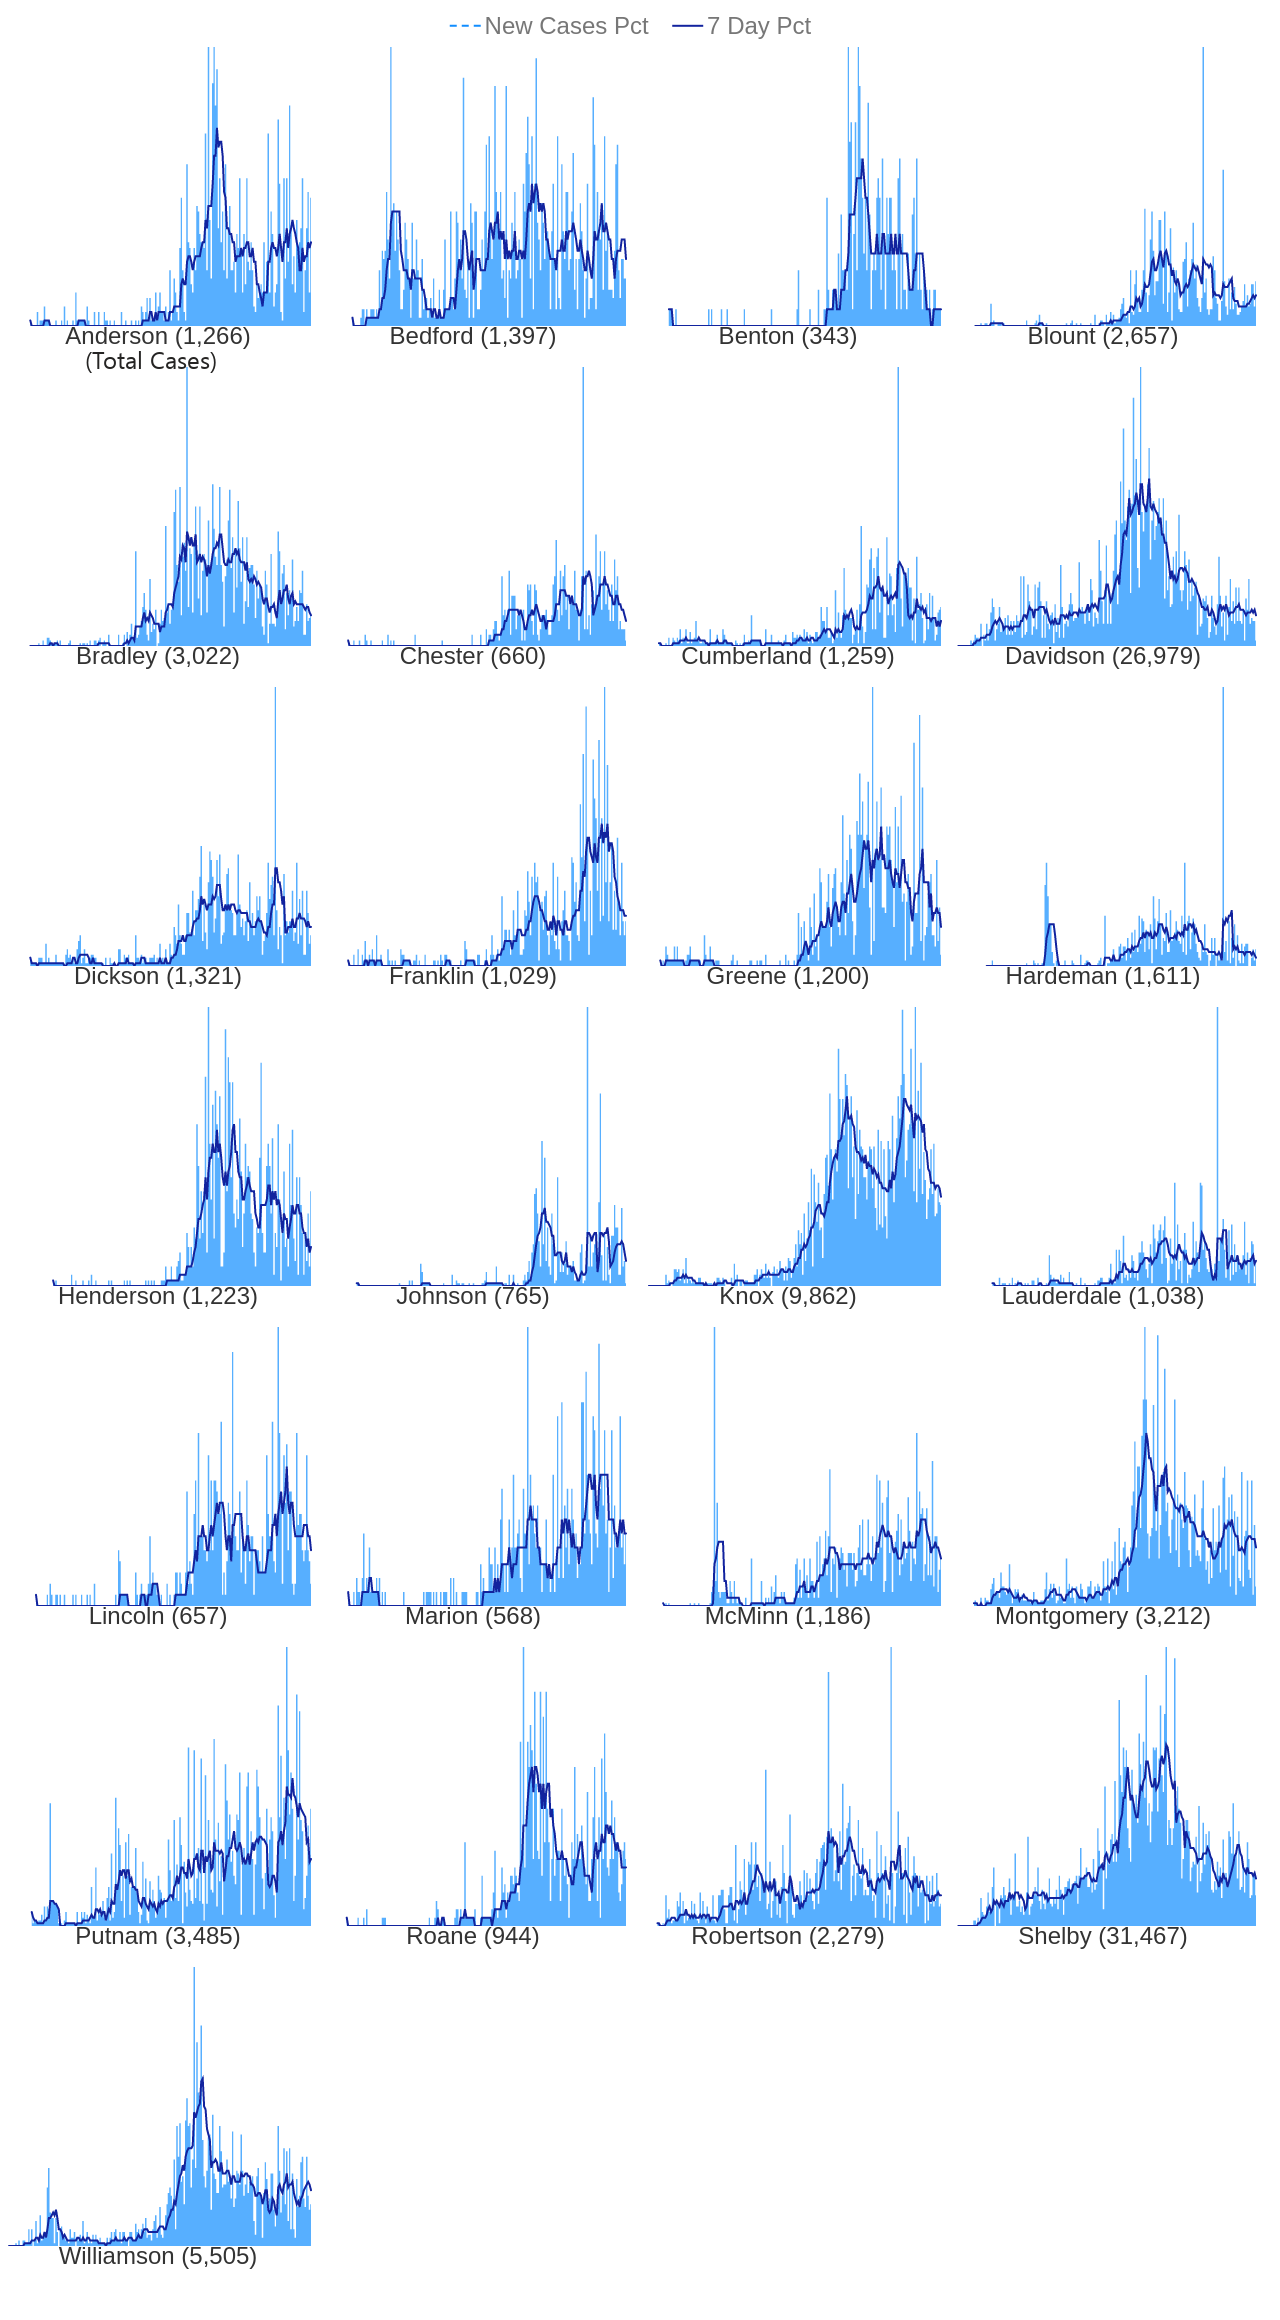 New Cases Pct 7 Day Pct
Anderson (1,266) Bedford (1,397) Benton (343) Blount (2,657)
(Total Cases)
Bradley (3,022) Chester (660) Cumberland (1,259) Davidson (26,979)
Dickson (1,321) Franklin (1,029) Greene (1,200) Hardeman (1,611)
Henderson (1,223) Johnson (765) Knox (9,862) Lauderdale (1,038)
Lincoln (657) Marion (568) McMinn (1,186) Montgomery (3,212)
Putnam (3,485) Roane (944) Robertson (2,279) Shelby (31,467)
Williamson (5,505)